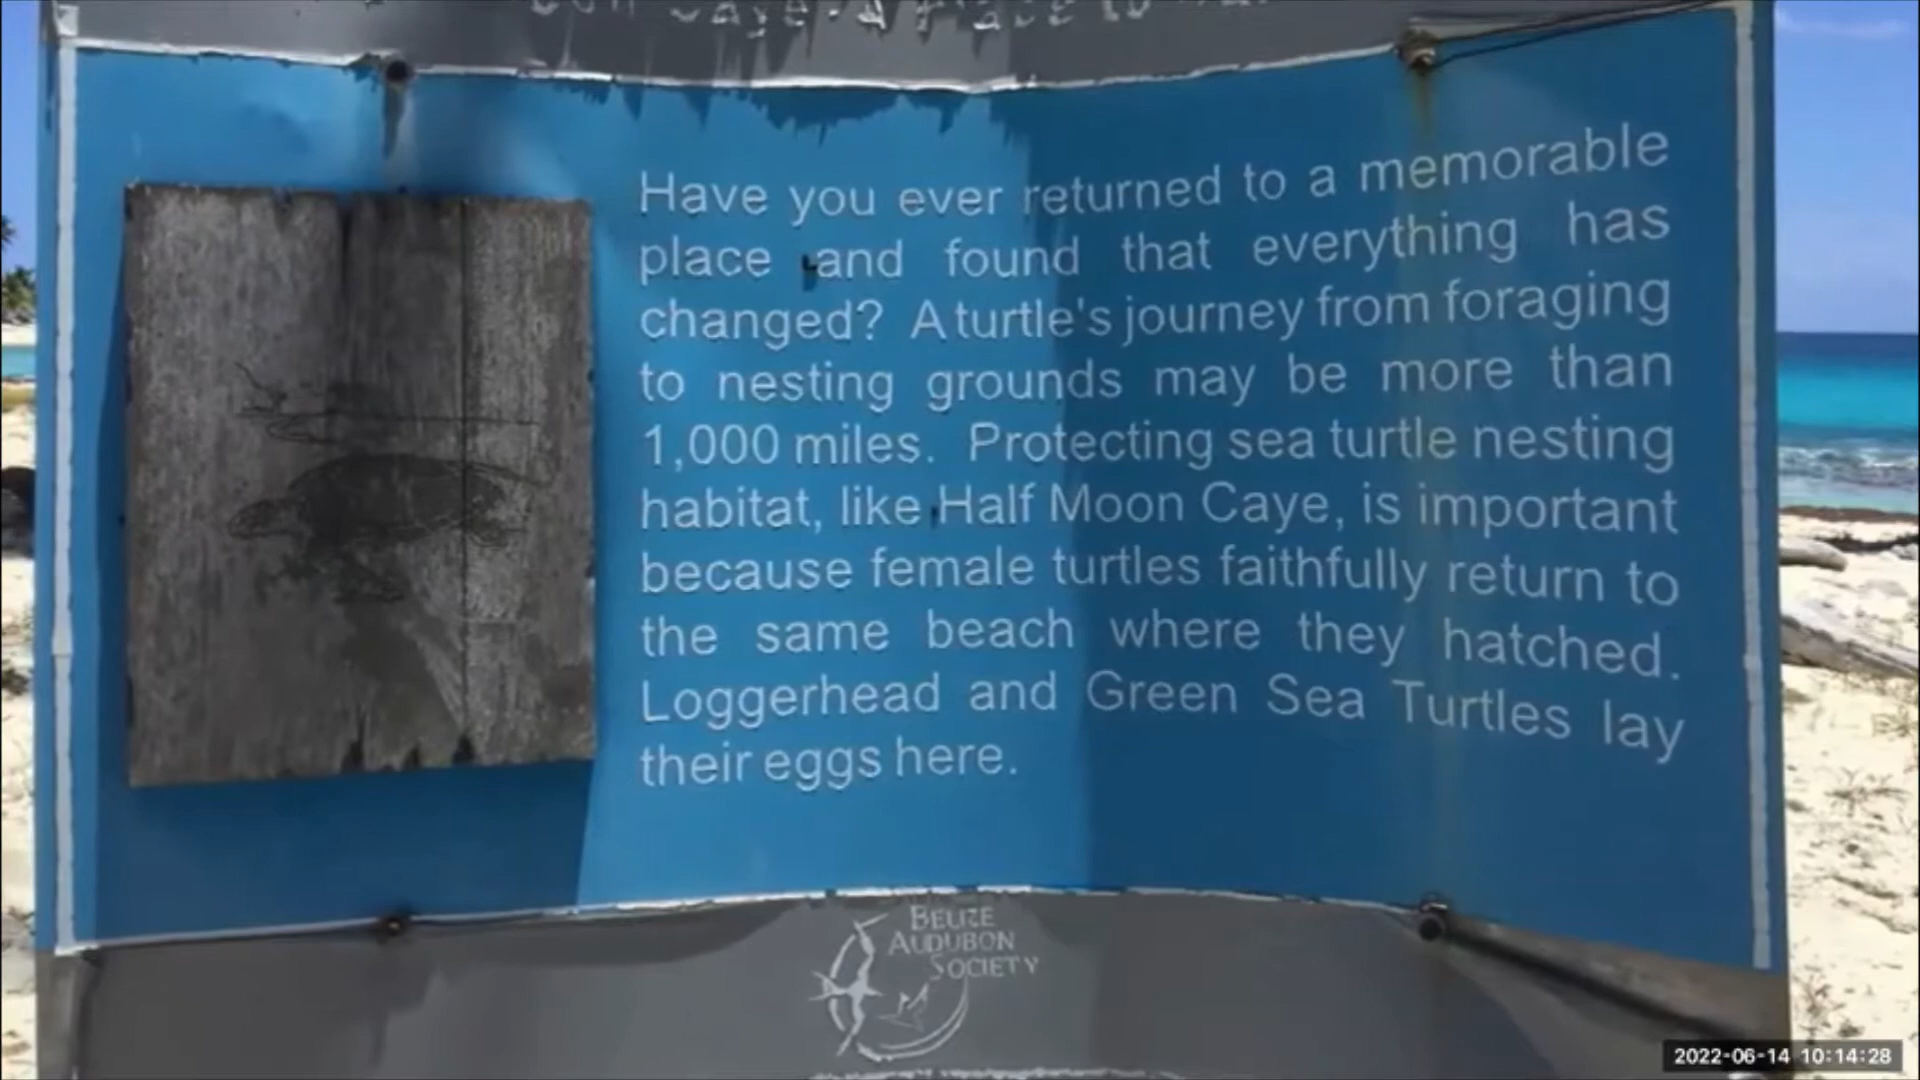 Have you ever returned to a memorable
place and found that everything has
changed? A turtle's journey from foraging
to nesting grounds may be more than
1,000 miles. Protecting sea turtle nesting
habitat, like Half Moon Caye, is important
because female turtles faithfully return to
the same beach where they hatched.
Loggerhead and Green Sea Turtles lay
their eggs here.
BELIZE
AUDUBON
SOCIETY
2022-06-14 10:14:28